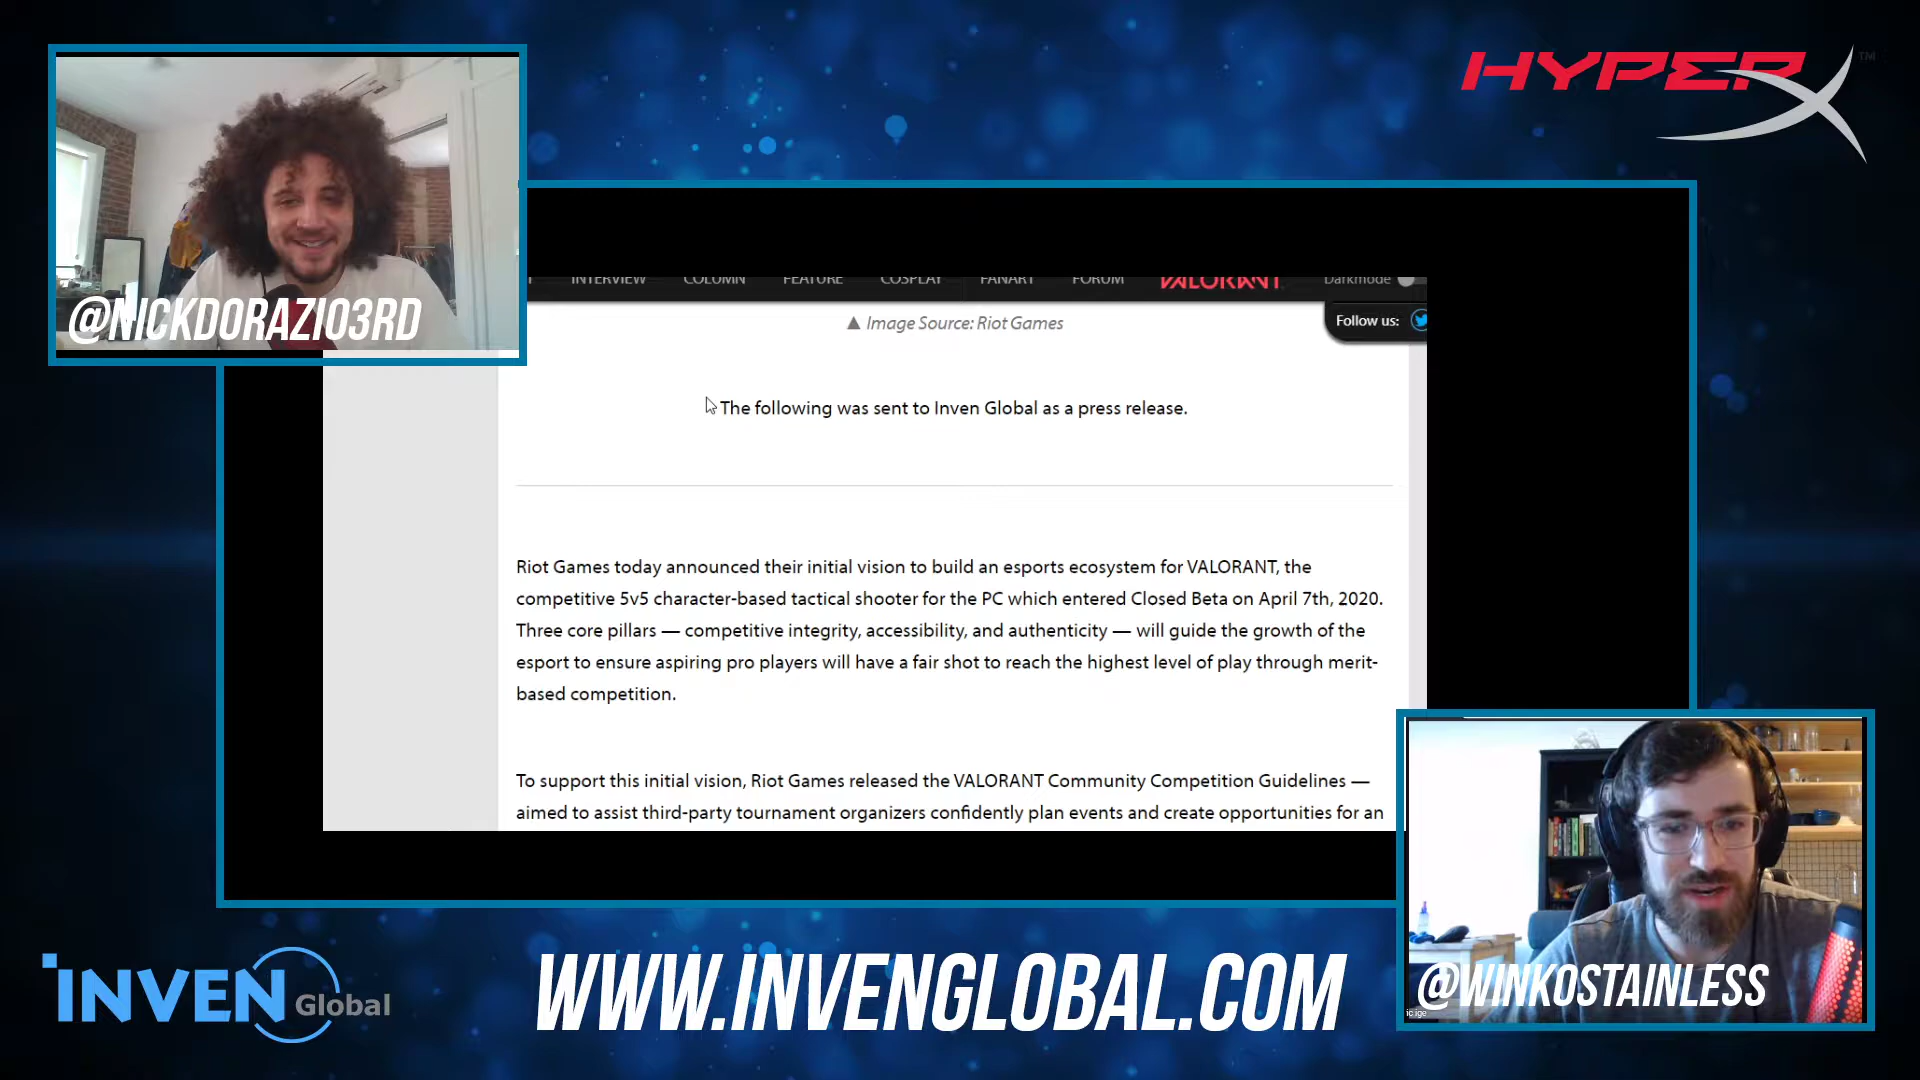 HYPERX
TM
@NICKDORAZIO3RD
INTERVIEW COLUMN FEATURE COSPLAY FANART FORUM VALORANT Darkmode
▲ Image Source: Riot Games
Follow us:
The following was sent to Inven Global as a press release.
Riot Games today announced their initial vision to build an esports ecosystem for VALORANT, the
competitive 5v5 character-based tactical shooter for the PC which entered Closed Beta on April 7th, 2020.
Three core pillars — competitive integrity, accessibility, and authenticity — will guide the growth of the
esport to ensure aspiring pro players will have a fair shot to reach the highest level of play through merit-
based competition.
To support this initial vision, Riot Games released the VALORANT Community Competition Guidelines —
aimed to assist third-party tournament organizers confidently plan events and create opportunities for an
@WINKOSTAINLESS
INVEN Global
WWW.INVENGLOBAL.COM